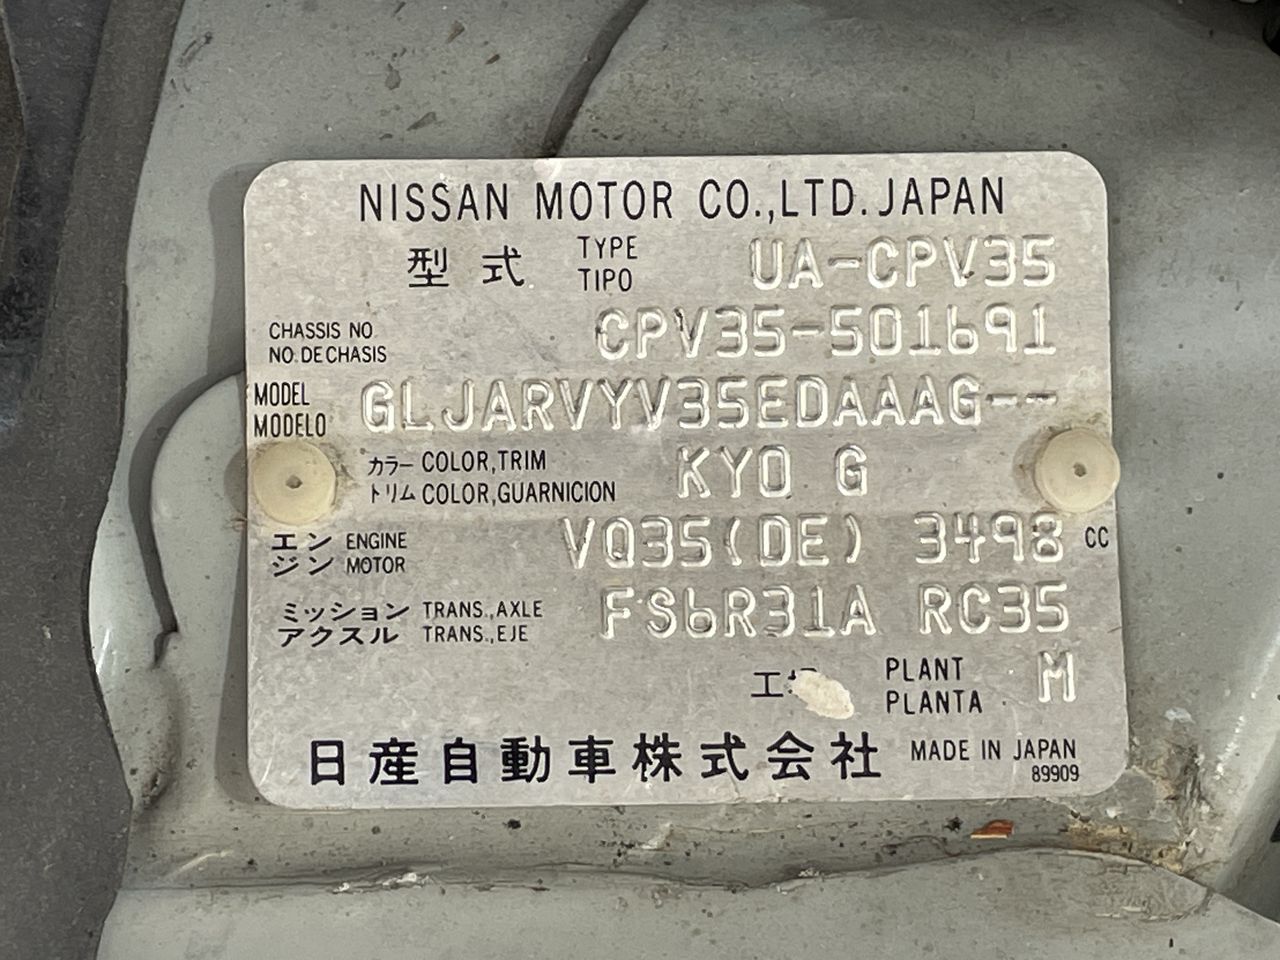 NISSAN MOTOR CO.,LTD.JAPAN
型式 TYPE TIPO UA-CPV35
CHASSIS NO
NO.DECHASIS CPV35-501691
MODEL
MODELO GLJARVYV35EDAAAG--
カラー COLOR,TRIM
トリム COLOR,GUARNICION KY0 G
エン ENGINE
ジン MOTOR VQ35(DE) 3498 CC
ミッション TRANS.,AXLE
アクスル TRANS.,EJE FS6R31A RC35
工 PLANT
PLANTA M
日産自動車株式会社 MADE IN JAPAN
89909